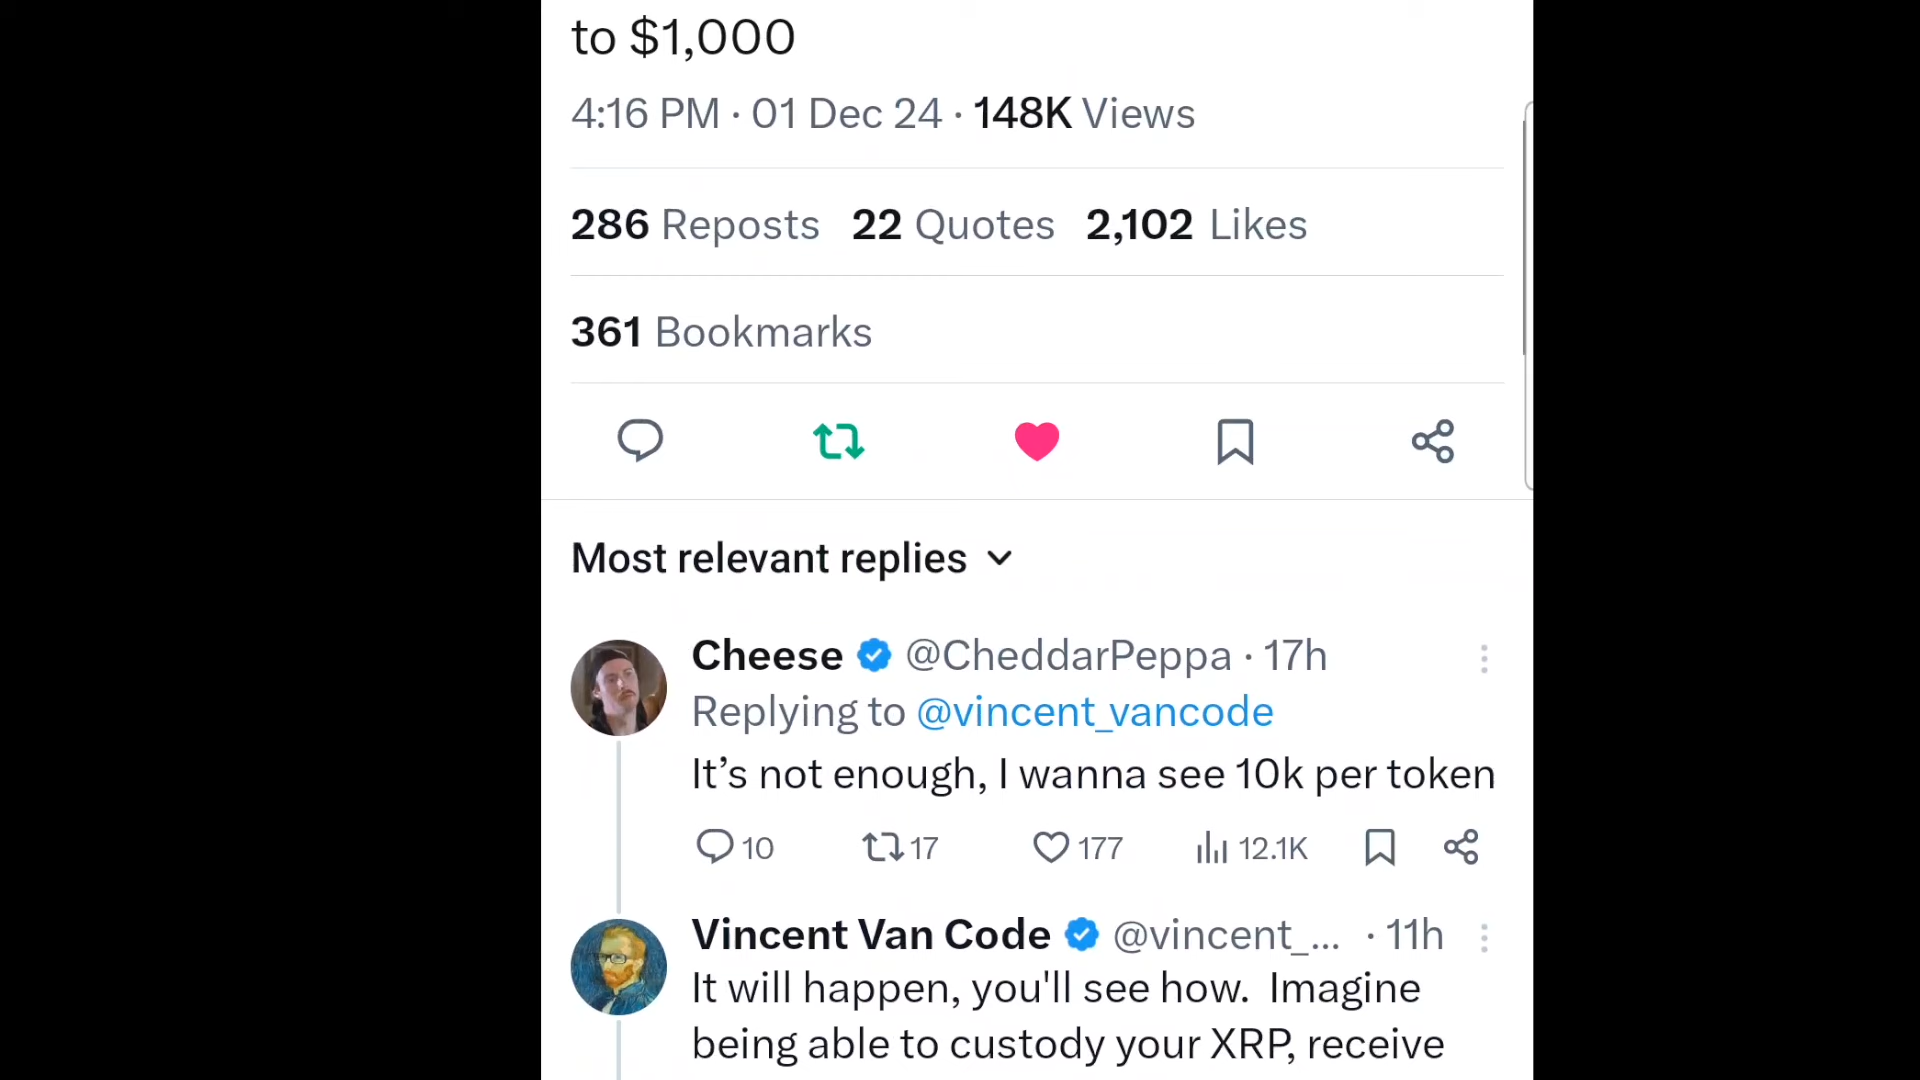 to $1,000
4:16 PM · 01 Dec 24 · 148K Views
286 Reposts 22 Quotes 2,102 Likes
361 Bookmarks
Most relevant replies
Cheese @CheddarPeppa · 17h
Replying to @vincent_vancode
It’s not enough, I wanna see 10k per token
10 17 177 12.1K
Vincent Van Code @vincent_... · 11h
It will happen, you'll see how. Imagine
being able to custody your XRP, receive